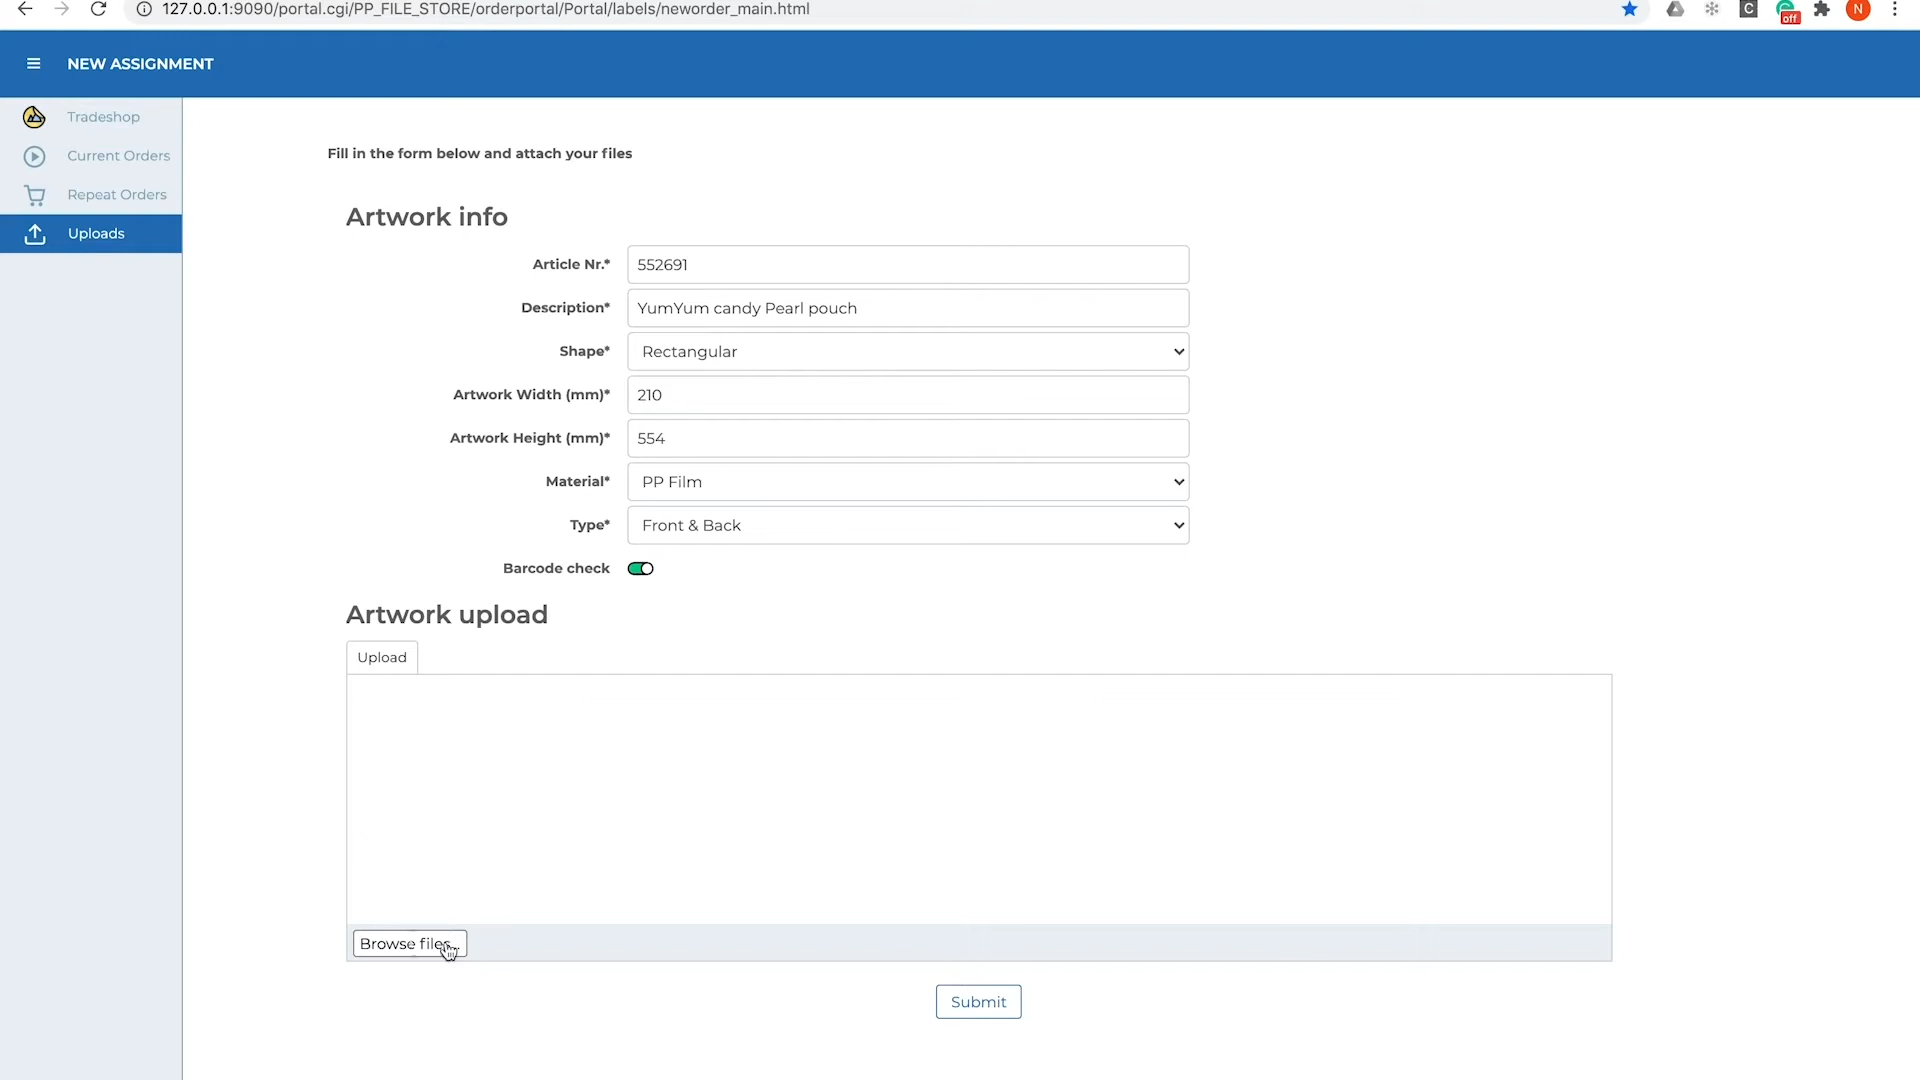 127.0.0.1:9090/portal.cgi/PP_FILE_STORE/orderportal/Portal/labels/neworder_main.html
C
off
N
NEW ASSIGNMENT
Tradeshop
Current Orders
Repeat Orders
Uploads
Fill in the form below and attach your files
Artwork info
Article Nr.* 552691
Description* YumYum candy Pearl pouch
Shape* Rectangular
Artwork Width (mm)* 210
Artwork Height (mm)* 554
Material* PP Film
Type* Front & Back
Barcode check
Artwork upload
Upload
Browse files...
Submit